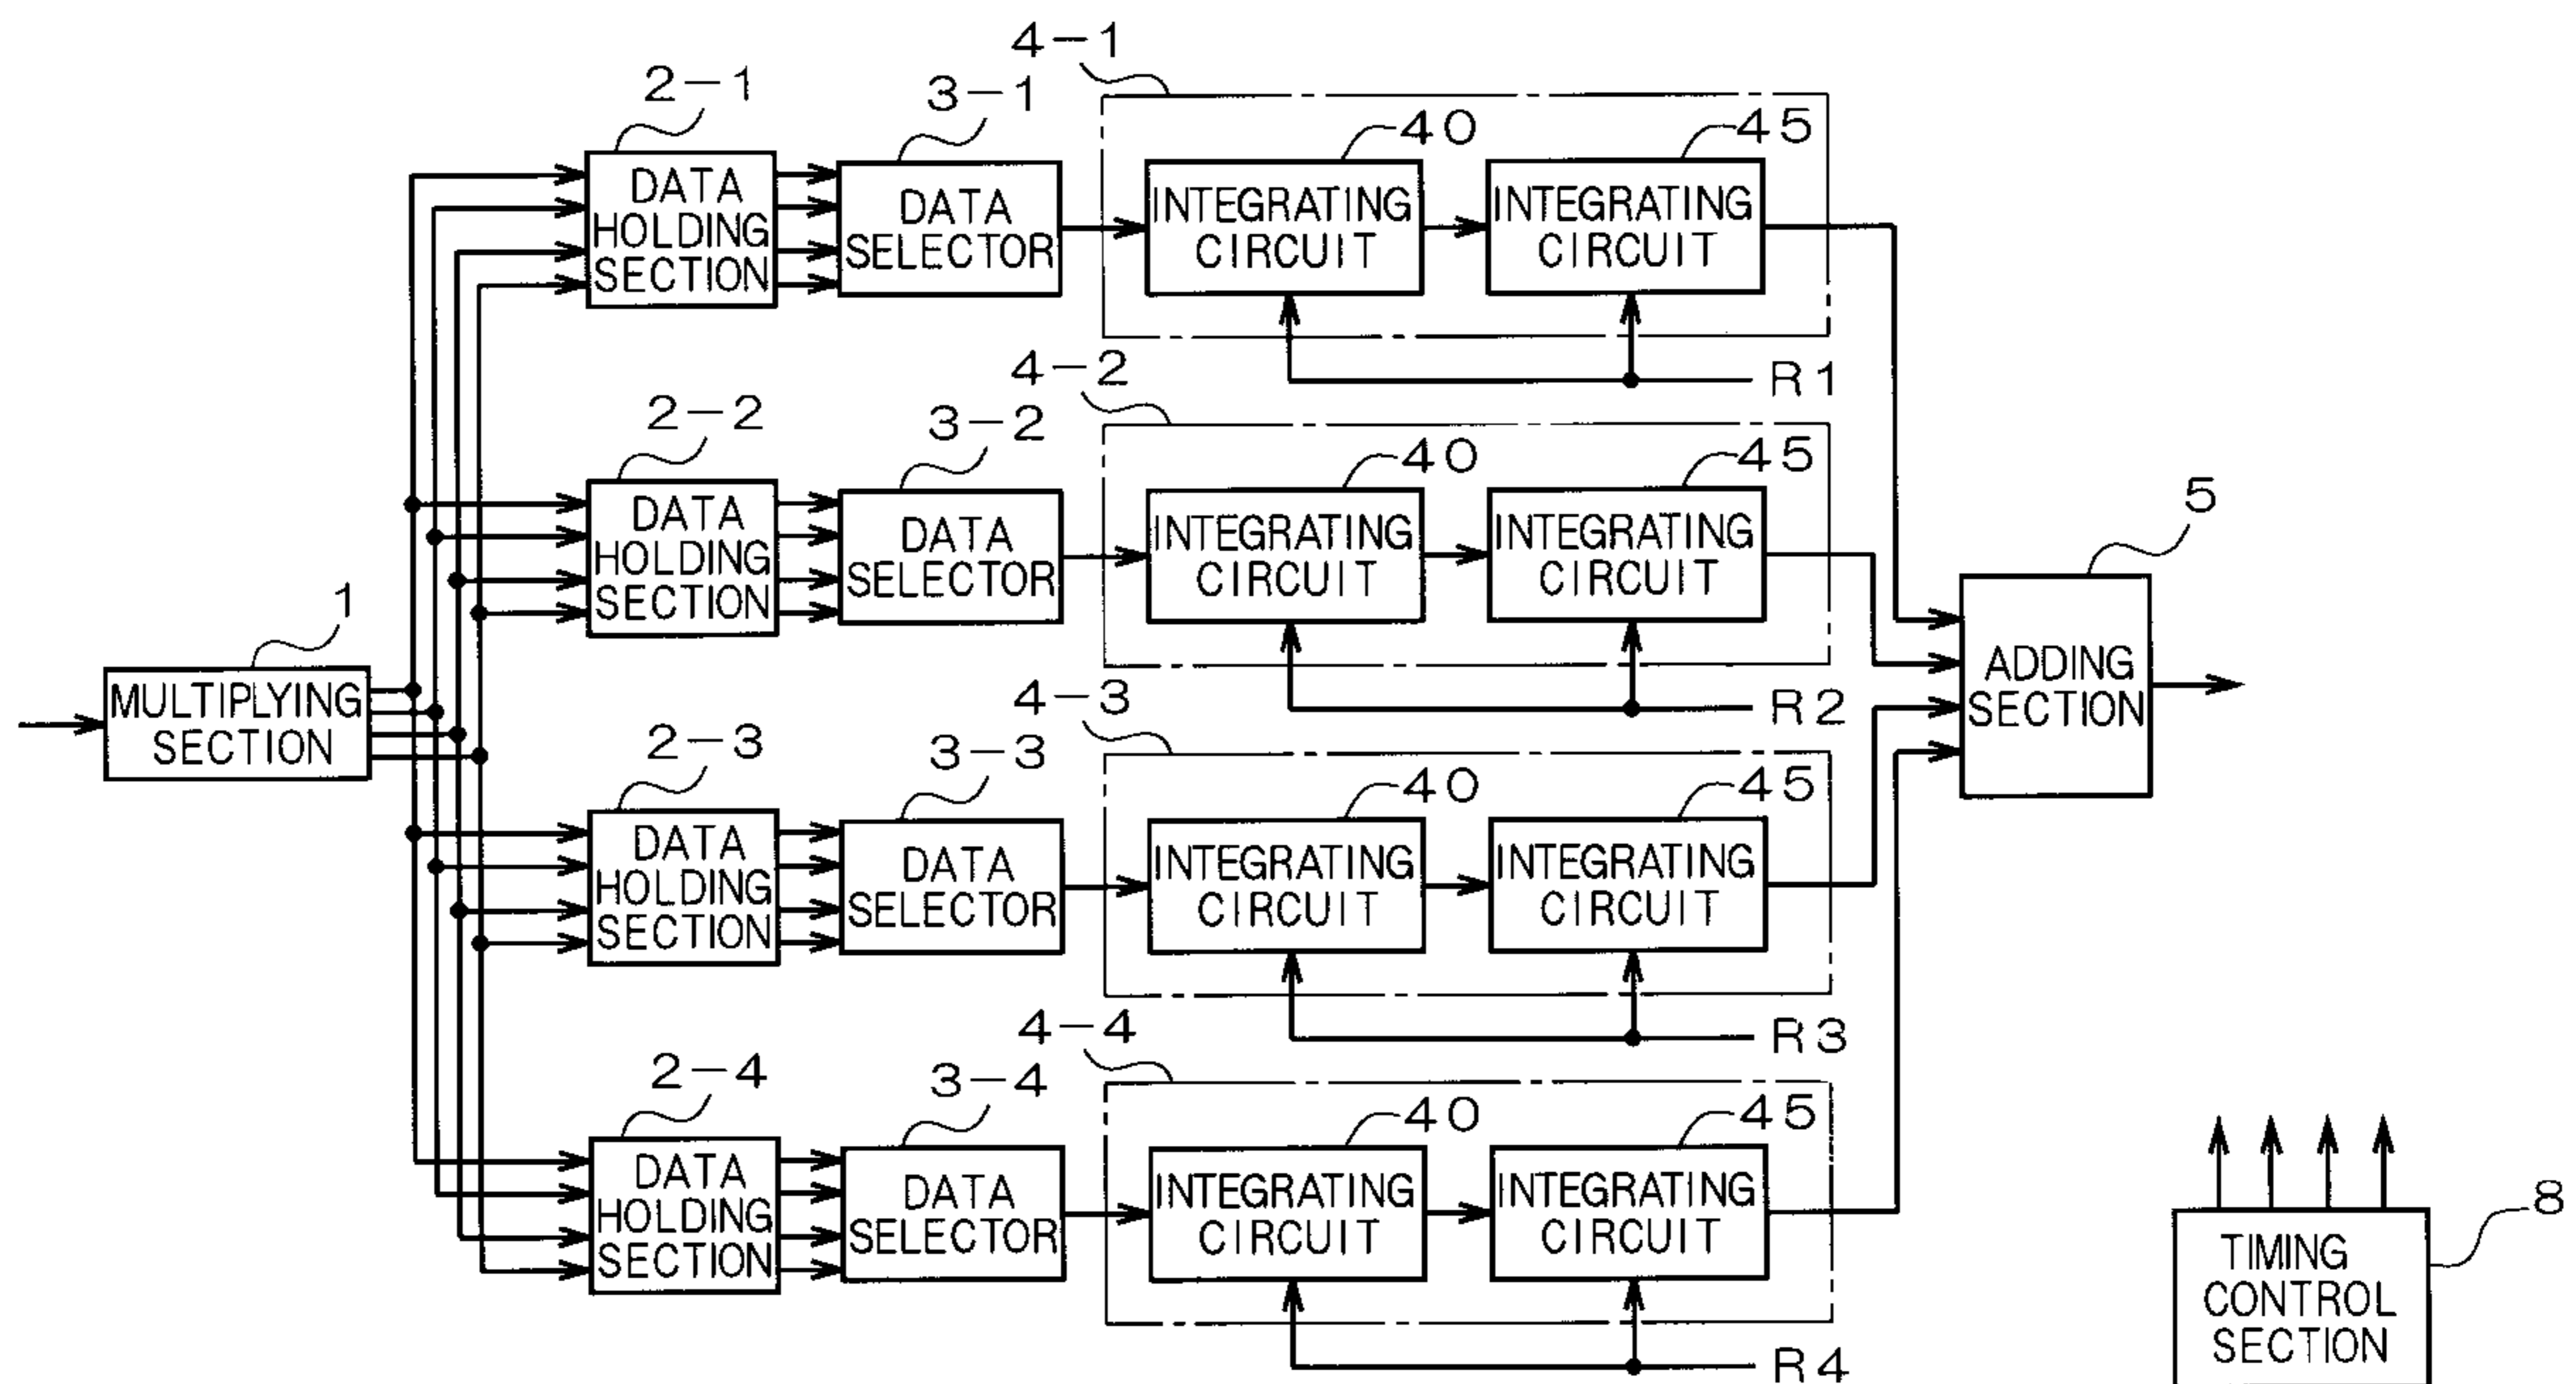 4-1
2-1
3-1
40
45
DATA
HOLDING
SECTION
DATA
SELECTOR
INTEGRATING
CIRCUIT
INTEGRATING
CIRCUIT
R1
4-2
2-2
3-2
40
45
DATA
HOLDING
SECTION
DATA
SELECTOR
INTEGRATING
CIRCUIT
INTEGRATING
CIRCUIT
R2
5
ADDING
SECTION
1
MULTIPLYING
SECTION
4-3
2-3
3-3
40
45
DATA
HOLDING
SECTION
DATA
SELECTOR
INTEGRATING
CIRCUIT
INTEGRATING
CIRCUIT
R3
4-4
2-4
3-4
40
45
DATA
HOLDING
SECTION
DATA
SELECTOR
INTEGRATING
CIRCUIT
INTEGRATING
CIRCUIT
R4
8
TIMING
CONTROL
SECTION